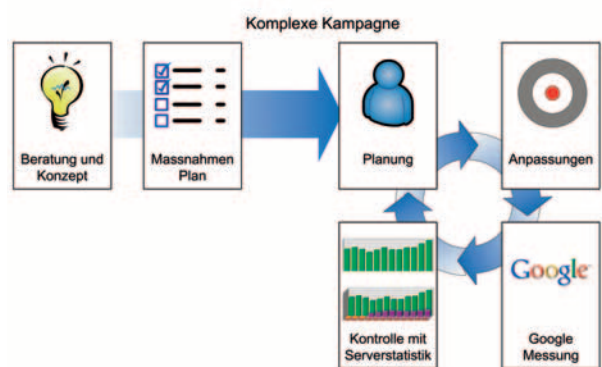 Komplexe Kampagne
Beratung und
Konzept
Massnahmen
Plan
Planung
Anpassungen
Kontrolle mit
Serverstatistik
Google
Google
Messung